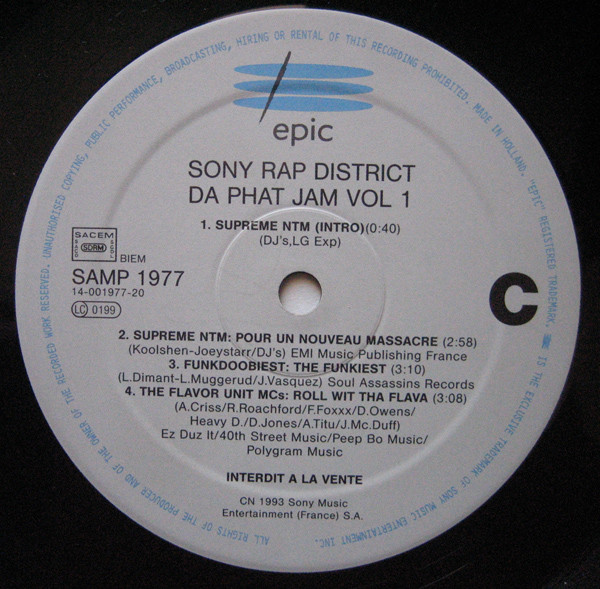 ALL RIGHTS OF THE PRODUCER AND OF THE OWNER OF THE RECORDED WORK RESERVED. UNAUTHORISED COPYING, PUBLIC PERFORMANCE, BROADCASTING, HIRING OR RENTAL OF THIS RECORDING PROHIBITED. MADE IN HOLLAND. "EPIC" REGISTERED TRADEMARK. IS THE EXCLUSIVE TRADEMARK OF SONY MUSIC ENTERTAINMENT INC.
epic
SONY RAP DISTRICT
DA PHAT JAM VOL 1
1. SUPREME NTM (INTRO)(0:40)
(DJ's,LG Exp)
SACEM
SACD SDRM SGDL
BIEM
SAMP 1977
14-001977-20
LC 0199
C
2. SUPREME NTM: POUR UN NOUVEAU MASSACRE (2:58)
(Koolshen-Joeystarr/DJ's) EMI Music Publishing France
3. FUNKDOOBIEST: THE FUNKIEST (3:10)
(L.Dimant-L.Muggerud/J.Vasquez) Soul Assassins Records
4. THE FLAVOR UNIT MCs: ROLL WIT THA FLAVA (3:08)
(A.Criss/R.Roachford/F.Foxxx/D.Owens/
Heavy D./D.Jones/A.Titu/J.Mc.Duff)
Ez Duz It/40th Street Music/Peep Bo Music/
Polygram Music
INTERDIT A LA VENTE
CN 1993 Sony Music
Entertainment (France) S.A.